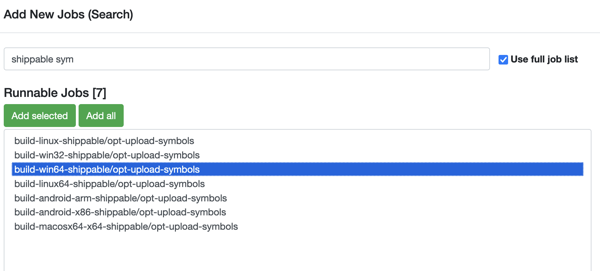 Add New Jobs (Search)
shippable sym
Use full job list
Runnable Jobs [7]
Add selected
Add all
build-linux-shippable/opt-upload-symbols
build-win32-shippable/opt-upload-symbols
build-win64-shippable/opt-upload-symbols
build-linux64-shippable/opt-upload-symbols
build-android-arm-shippable/opt-upload-symbols
build-android-x86-shippable/opt-upload-symbols
build-macosx64-x64-shippable/opt-upload-symbols